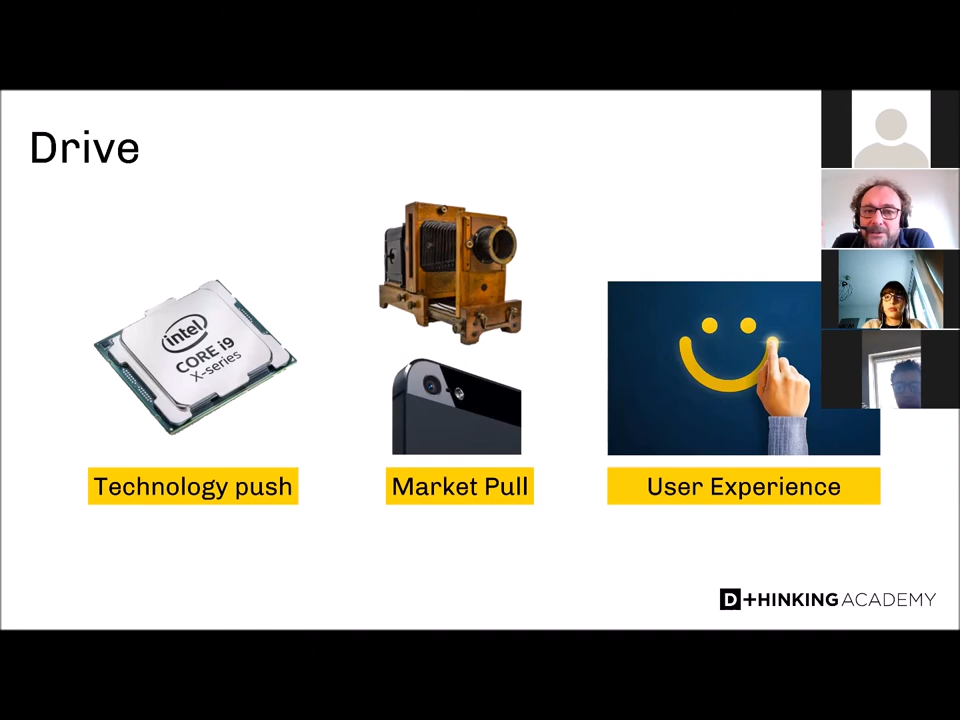 Drive
intel
CORE i9
X-series
Technology push
Market Pull
User Experience
D+HINKING ACADEMY